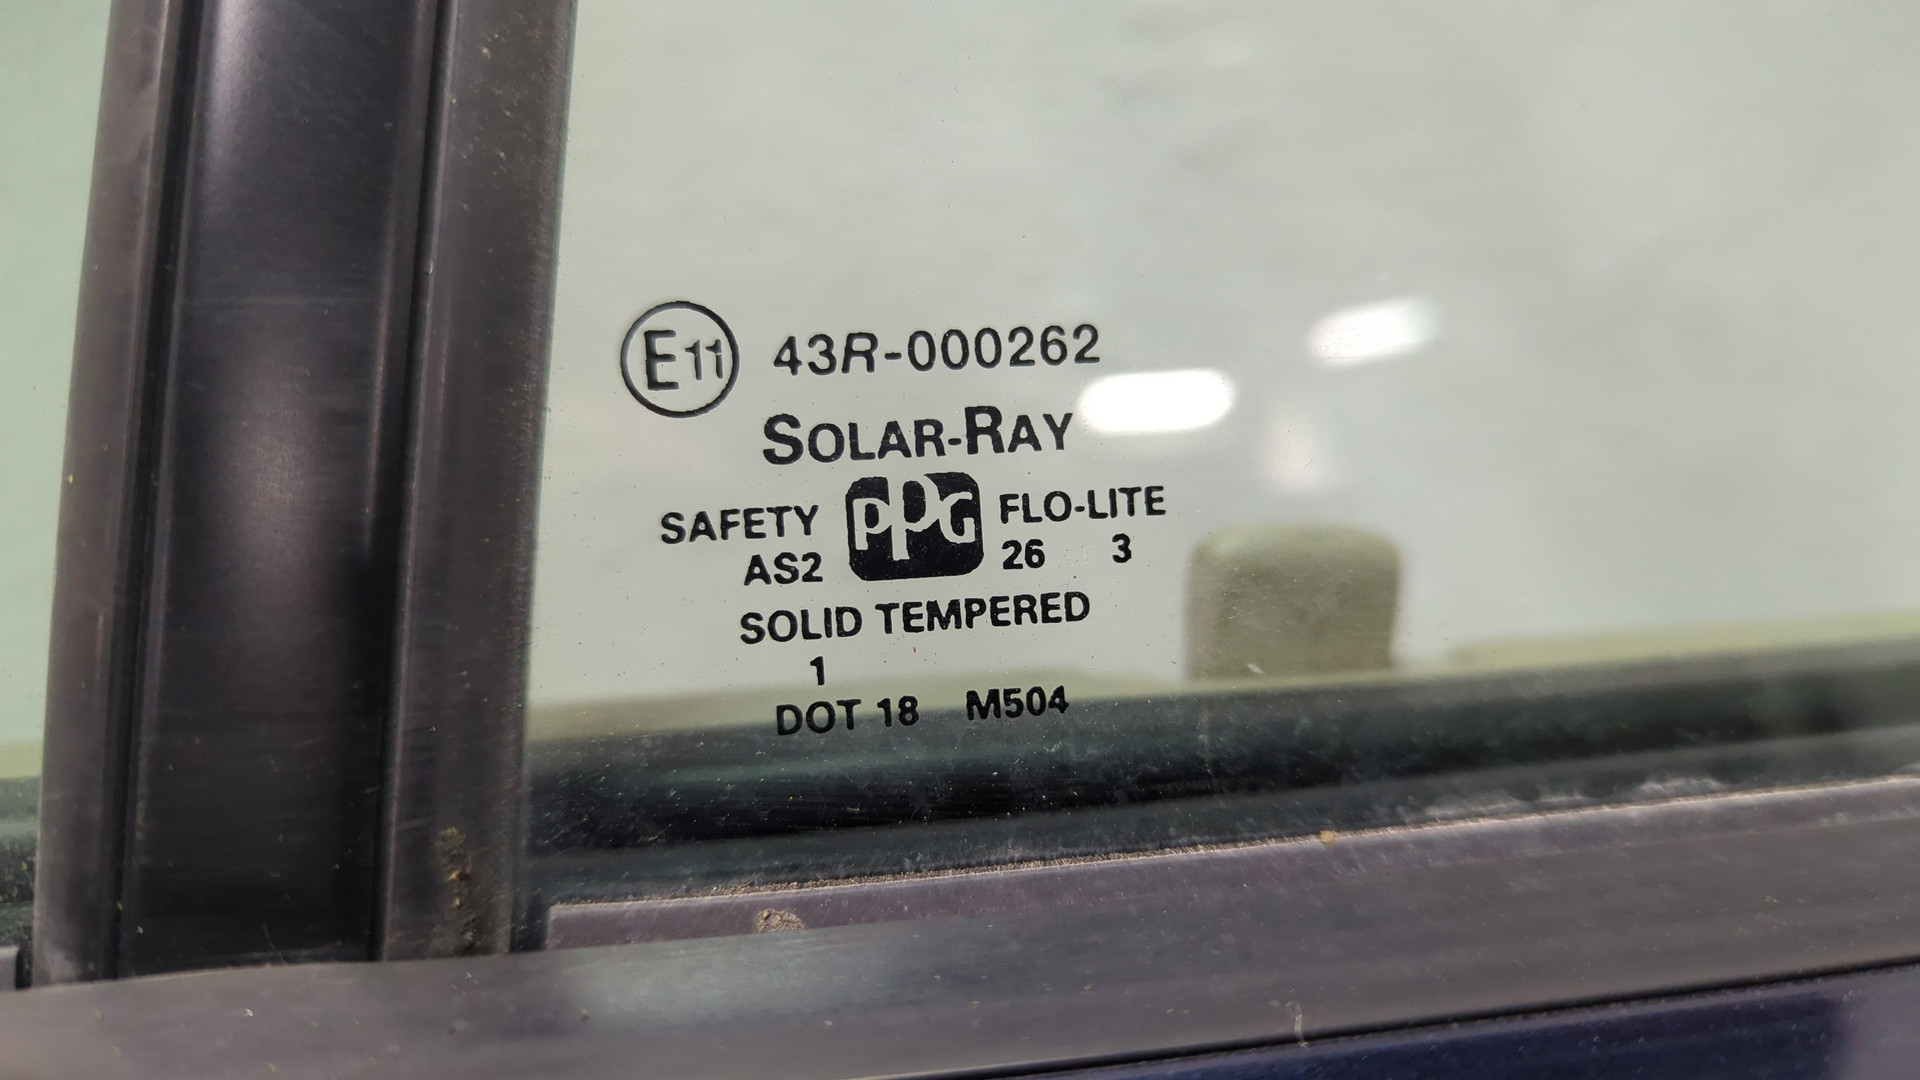 E11 43R-000262
SOLAR-RAY
SAFETY PPG FLO-LITE
AS2 26 3
SOLID TEMPERED
1
DOT 18 M504